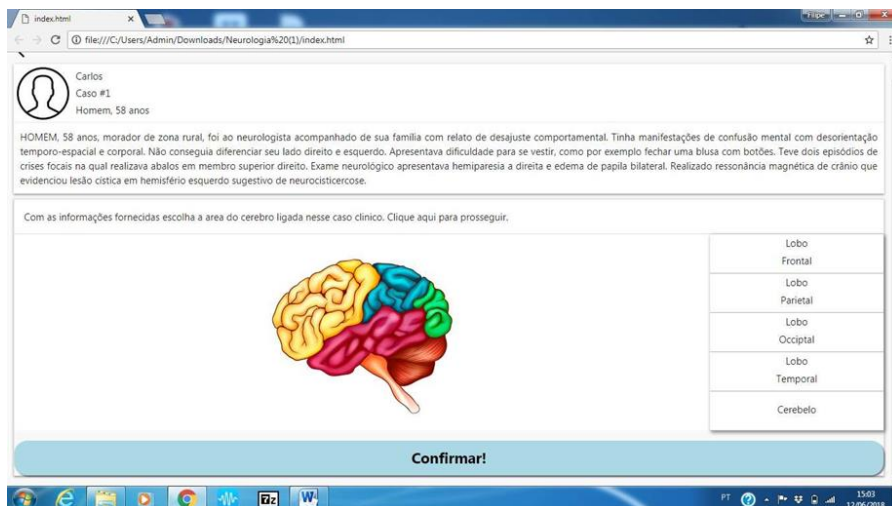 index.html
Filipe
file:///C:/Users/Admin/Downloads/Neurologia%20(1)/index.html
Carlos
Caso #1
Homem, 58 anos
HOMEM, 58 anos, morador de zona rural, foi ao neurologista acompanhado de sua família com relato de desajuste comportamental. Tinha manifestações de confusão mental com desorientação
temporo-espacial e corporal. Não conseguia diferenciar seu lado direito e esquerdo. Apresentava dificuldade para se vestir, como por exemplo fechar uma blusa com botões. Teve dois episódios de
crises focais na qual realizava abalos em membro superior direito. Exame neurológico apresentava hemiparesia a direita e edema de papila bilateral. Realizado ressonância magnética de crânio que
evidenciou lesão cística em hemisfério esquerdo sugestivo de neurocisticercose.
Com as informações fornecidas escolha a area do cerebro ligada nesse caso clinico. Clique aqui para prosseguir.
Lobo
Frontal
Lobo
Parietal
Lobo
Occiptal
Lobo
Temporal
Cerebelo
Confirmar!
7z
W
PT
15:03
12/06/2018